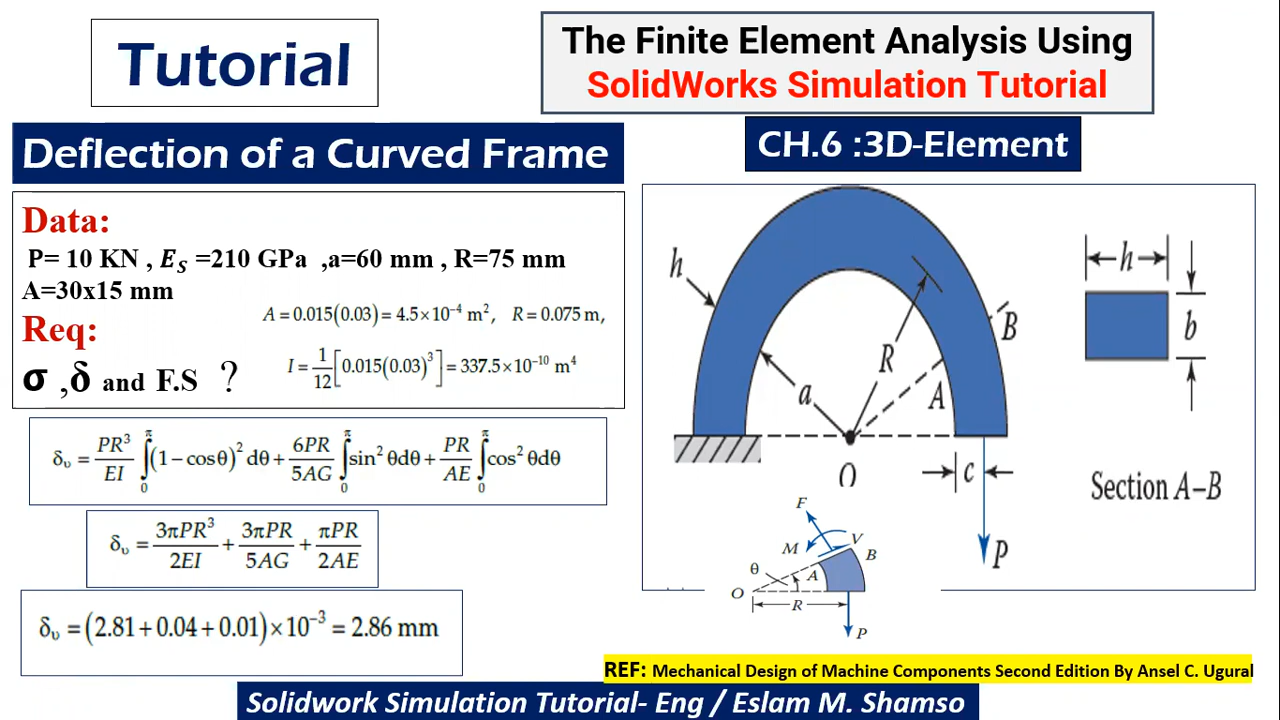 Tutorial
The Finite Element Analysis Using
SolidWorks Simulation Tutorial
Deflection of a Curved Frame
CH.6 :3D-Element
Data:
P= 10 KN , E_S =210 GPa ,a=60 mm , R=75 mm
A=30x15 mm
A = 0.015(0.03) = 4.5×10⁻⁴ m², R = 0.075 m,
Req:
I = 1/12 [0.015(0.03)³] = 337.5×10⁻¹⁰ m⁴
σ ,δ and F.S ?
δ_υ = PR³/EI ∫₀^π (1−cosθ)² dθ + 6PR/5AG ∫₀^π sin² θdθ + PR/AE ∫₀^π cos² θdθ
δ_υ = 3πPR³/2EI + 3πPR/5AG + πPR/2AE
δ_υ = (2.81+0.04+0.01)×10⁻³ = 2.86 mm
h
B
R
a
A
O
c
P
h
b
Section A–B
F
V
M
B
θ
A
O
R
P
REF: Mechanical Design of Machine Components Second Edition By Ansel C. Ugural
Solidwork Simulation Tutorial- Eng / Eslam M. Shamso